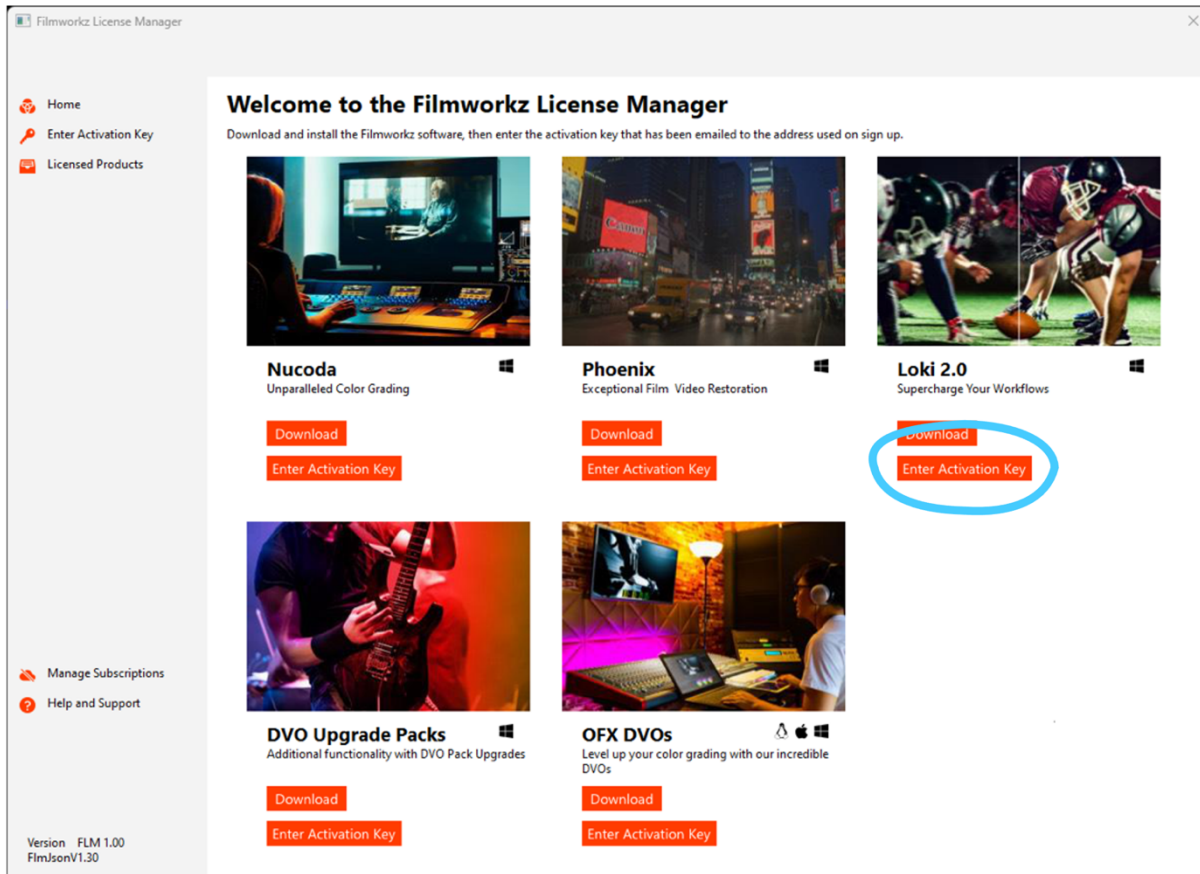 Filmworkz License Manager
Home
Enter Activation Key
Licensed Products
Manage Subscriptions
Help and Support
Version FLM 1.00
FlmJsonV1.30
Welcome to the Filmworkz License Manager
Download and install the Filmworkz software, then enter the activation key that has been emailed to the address used on sign up.
Canon
Nucoda
Unparalleled Color Grading
Download
Enter Activation Key
Phoenix
Exceptional Film Video Restoration
Download
Enter Activation Key
Loki 2.0
Supercharge Your Workflows
Download
Enter Activation Key
DVO Upgrade Packs
Additional functionality with DVO Pack Upgrades
Download
Enter Activation Key
OFX DVOs
Level up your color grading with our incredible
DVOs
Download
Enter Activation Key